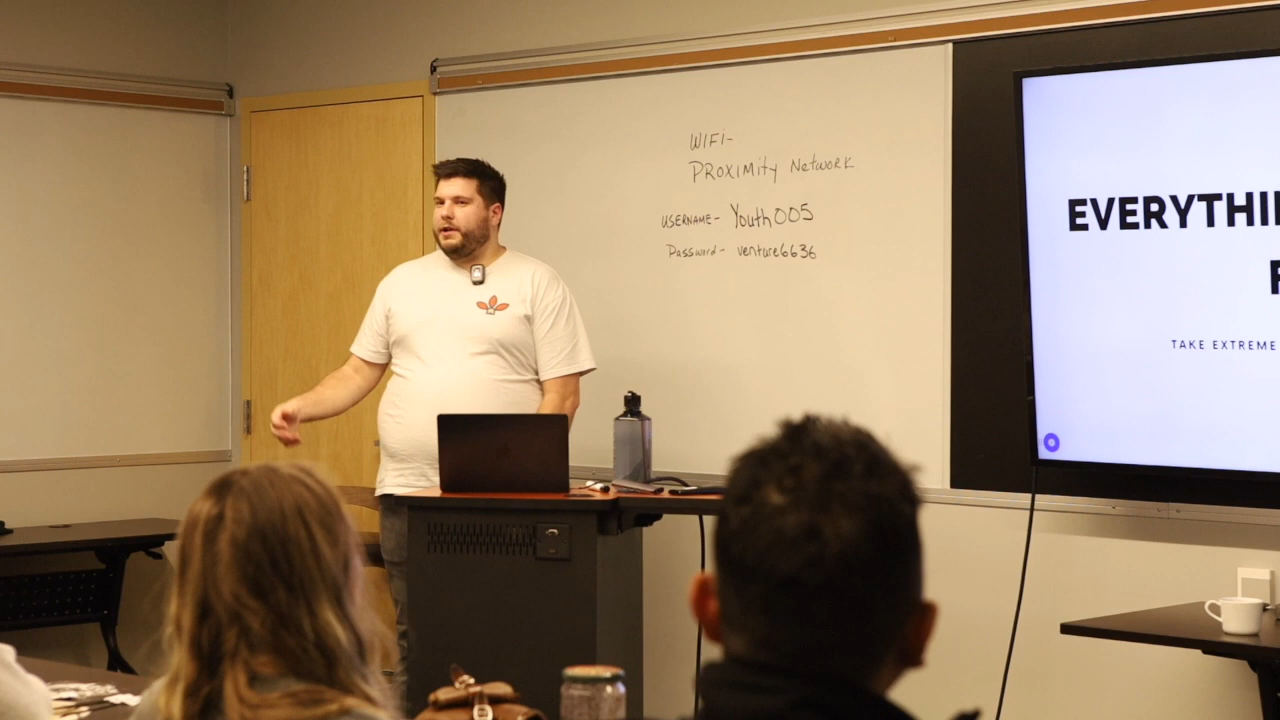 WiFi-
PROXiMity Network
USERNAME- Youth005
Password- venture6636
EVERYTHI
F
TAKE EXTREME